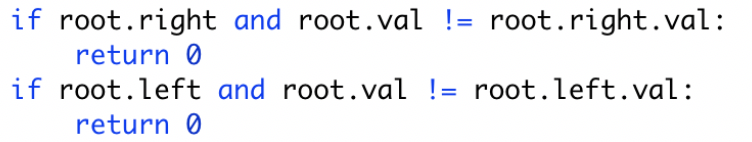 if root.right and root.val != root.right.val:
    return 0
if root.left and root.val != root.left.val:
    return 0